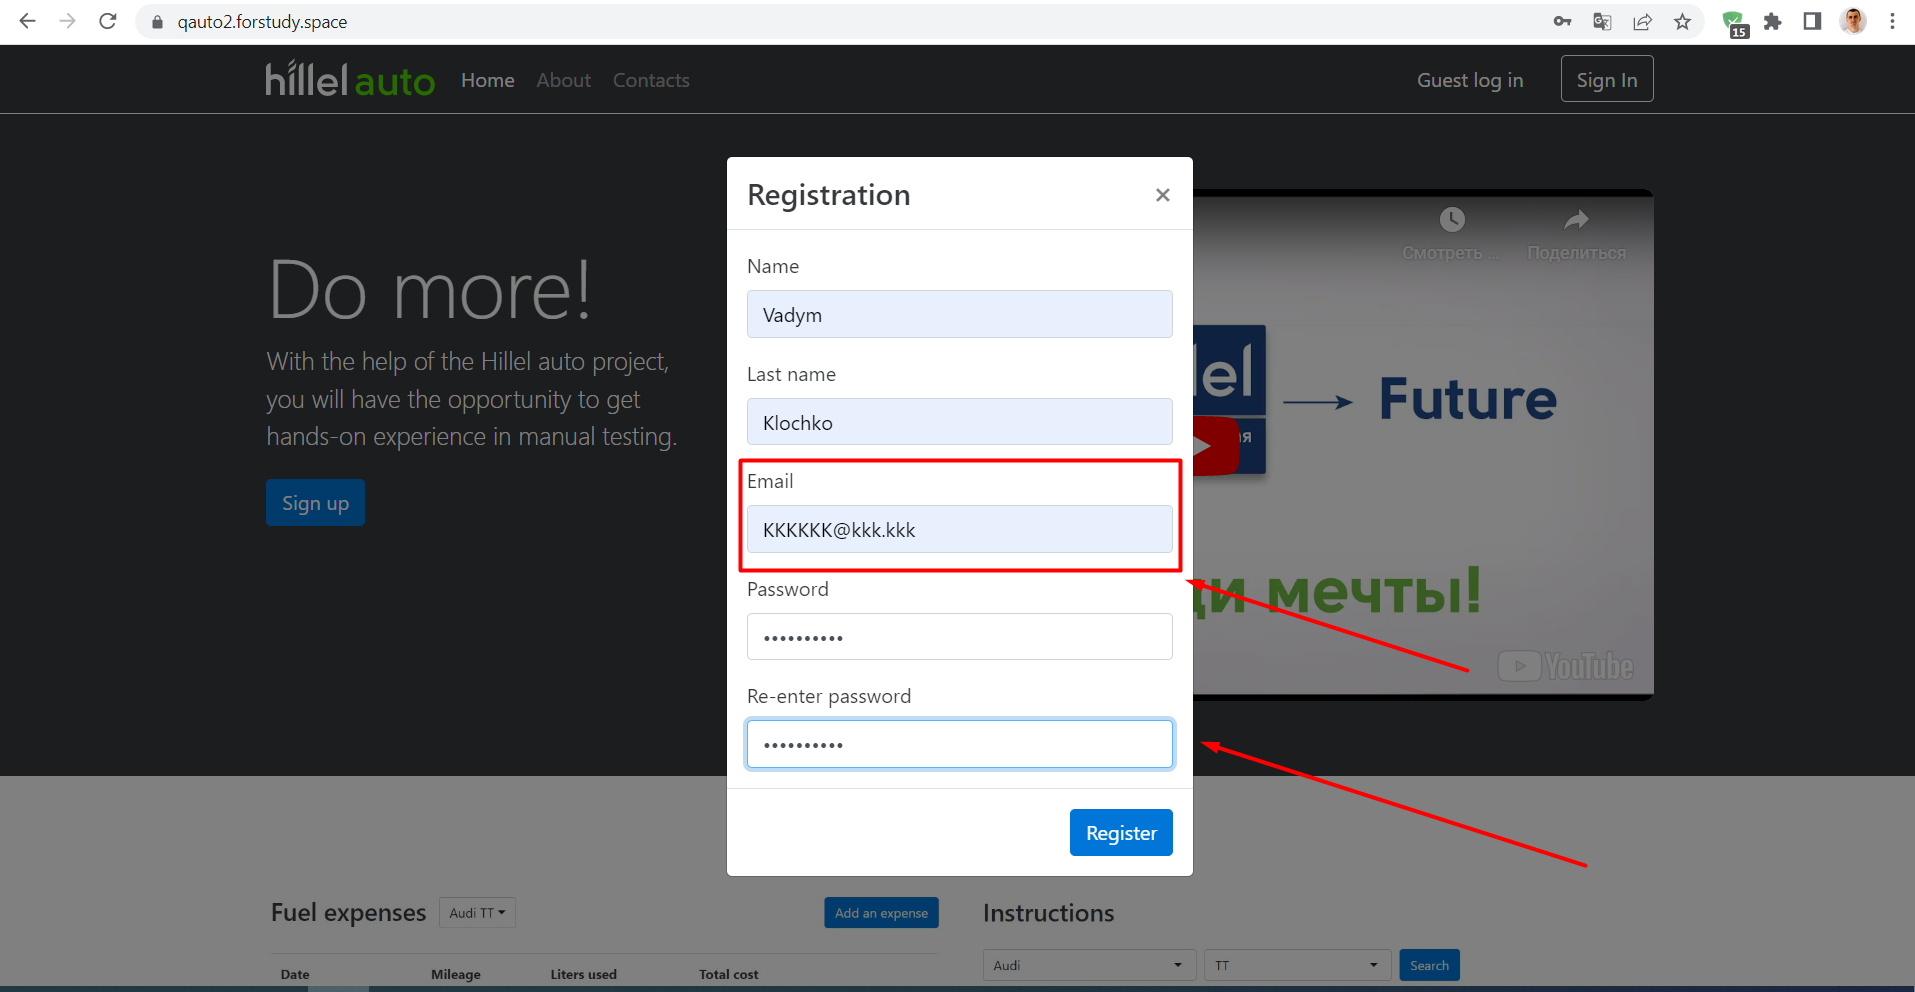 qauto2.forstudy.space
15
hillel auto
Home
About
Contacts
Guest log in
Sign In
Do more!
With the help of the Hillel auto project,
you will have the opportunity to get
hands-on experience in manual testing.
Sign up
Registration
×
Name
Vadym
Last name
Klochko
Email
KKKKKK@kkk.kkk
Password
••••••••••
Re-enter password
••••••••••
Register
Смотреть ...
Поделиться
lel
Future
ия
ди мечты!
YouTube
Fuel expenses
Audi TT
Add an expense
Date
Mileage
Liters used
Total cost
Instructions
Audi
TT
Search